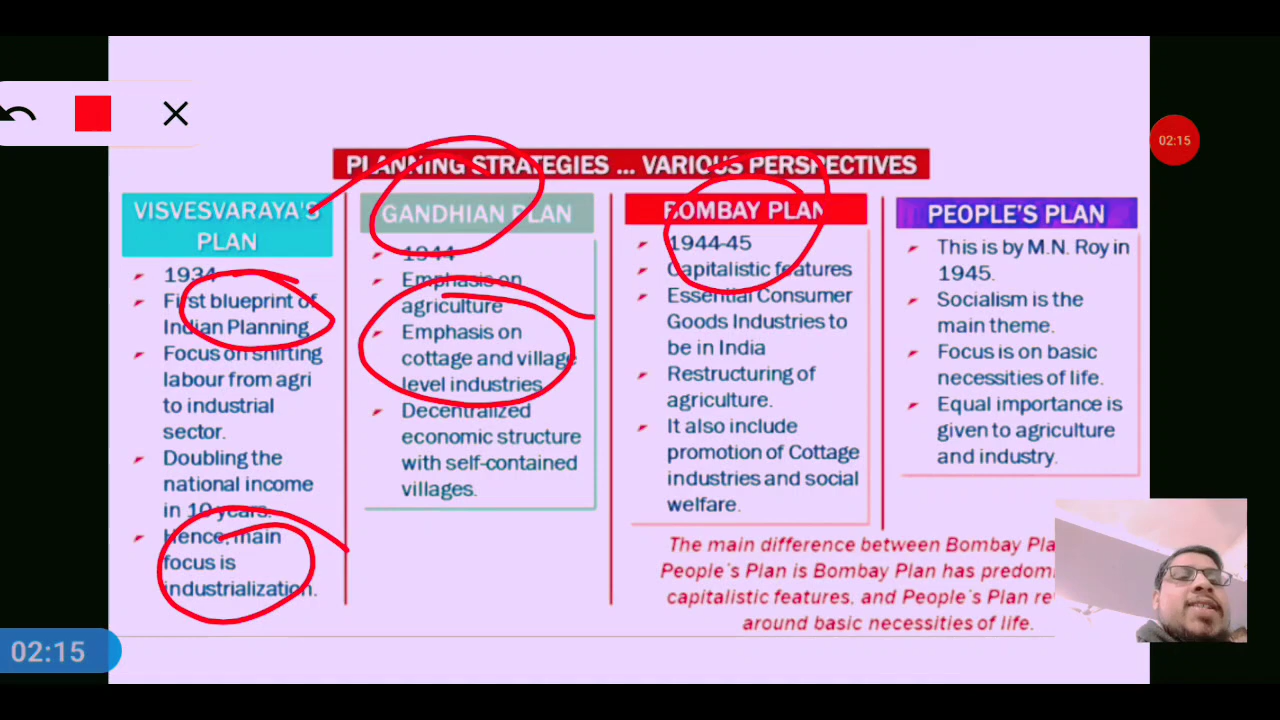 02:15
PLANNING STRATEGIES ... VARIOUS PERSPECTIVES
VISVESVARAYA'S
PLAN
1934
First blueprint of
Indian Planning
Focus on shifting
labour from agri
to industrial
sector.
Doubling the
national income
in 10 years.
Hence, main
focus is
industrialization.
GANDHIAN PLAN
1944
Emphasis on
agriculture
Emphasis on
cottage and village
level industries
Decentralized
economic structure
with self-contained
villages.
BOMBAY PLAN
1944-45
Capitalistic features
Essential Consumer
Goods Industries to
be in India
Restructuring of
agriculture.
It also include
promotion of Cottage
industries and social
welfare.
PEOPLE'S PLAN
This is by M.N. Roy in
1945.
Socialism is the
main theme.
Focus is on basic
necessities of life.
Equal importance is
given to agriculture
and industry.
The main difference between Bombay
People's Plan is Bombay Plan has
capitalistic features, and People's Plan
around basic necessities of life.
02:15